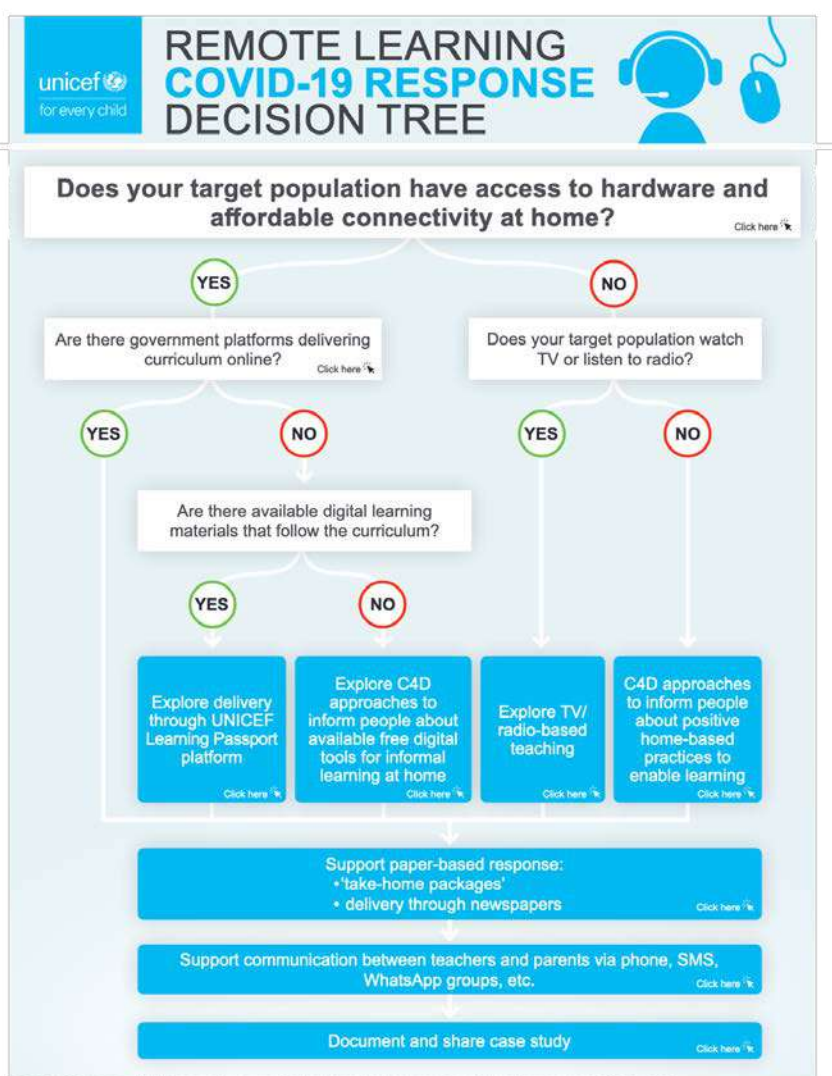 unicef
for every child
REMOTE LEARNING
COVID-19 RESPONSE
DECISION TREE
Does your target population have access to hardware and
affordable connectivity at home?
Click here
YES
NO
Are there government platforms delivering
curriculum online?
Click here
Does your target population watch
TV or listen to radio?
YES
NO
YES
NO
Are there available digital learning
materials that follow the curriculum?
YES
NO
Explore delivery
through UNICEF
Learning Passport
platform
Click here
Explore C4D
approaches to
inform people about
available free digital
tools for informal
learning at home
Click here
Explore TV/
radio-based
teaching
Click here
C4D approaches
to inform people
about positive
home-based
practices to
enable learning
Click here
Support paper-based response:
•'take-home packages'
• delivery through newspapers
Click here
Support communication between teachers and parents via phone, SMS,
WhatsApp groups, etc.
Click here
Document and share case study
Click here